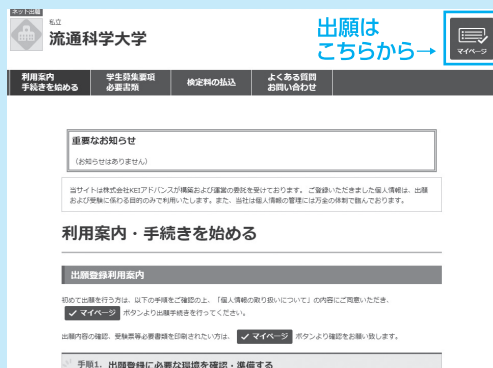 ネット出願
私立
流通科学大学
出願は
こちらから→
マイページ
利用案内
手続きを始める
学生募集要項
必要書類
検定料の払込
よくある質問
お問い合わせ
重要なお知らせ
（お知らせはありません）
当サイトは株式会社KEIアドバンスが構築および運営の委託を受けております。 ご登録いただきました個人情報は、出願
および受験に係わる目的のみで利用いたします。また、当社は個人情報の管理には万全の体制で臨んでおります。
利用案内・手続きを始める
出願登録利用案内
初めて出願を行う方は、以下の手順をご確認の上、「個人情報の取り扱いについて」の内容にご同意いただき、
マイページ ボタンより出願手続きを行ってください。
出願内容の確認、受験票等必要書類を印刷されたい方は、 マイページ ボタンより確認をお願い致します。
手順1. 出願登録に必要な環境を確認・準備する